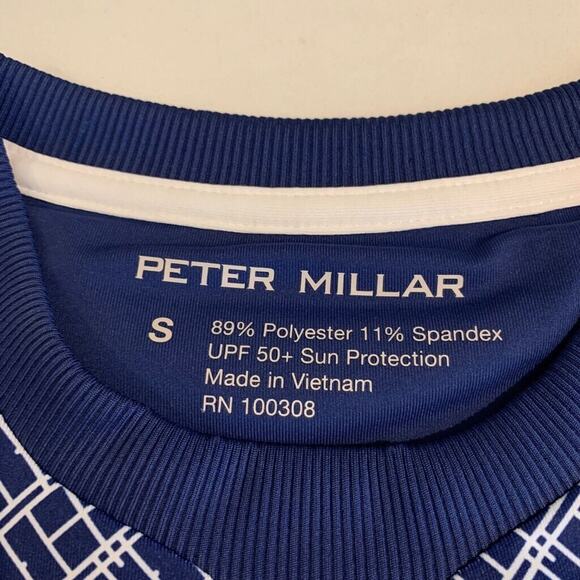 PETER MILLAR
S 89% Polyester 11% Spandex
UPF 50+ Sun Protection
Made in Vietnam
RN 100308